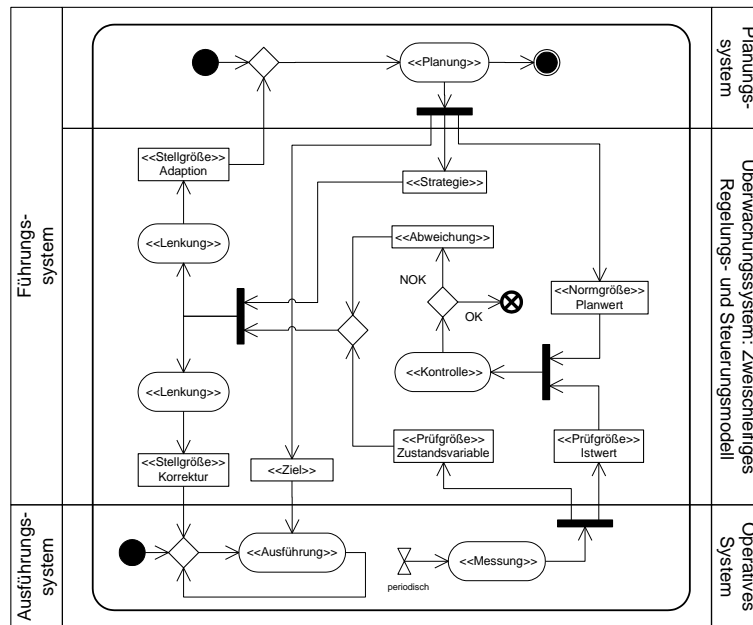 Planungs-
system
<<Planung>>
Führungs-
system
<<Stellgröße>>
Adaption
<<Strategie>>
<<Lenkung>>
<<Abweichung>>
NOK
OK
<<Normgröße>>
Planwert
<<Lenkung>>
<<Kontrolle>>
<<Stellgröße>>
Korrektur
<<Ziel>>
<<Prüfgröße>>
Zustandsvariable
<<Prüfgröße>>
Istwert
Überwachungssystem: Zweischleifiges
Regelungs- und Steuerungsmodell
Ausführungs-
system
<<Ausführung>>
periodisch
<<Messung>>
Operatives
System